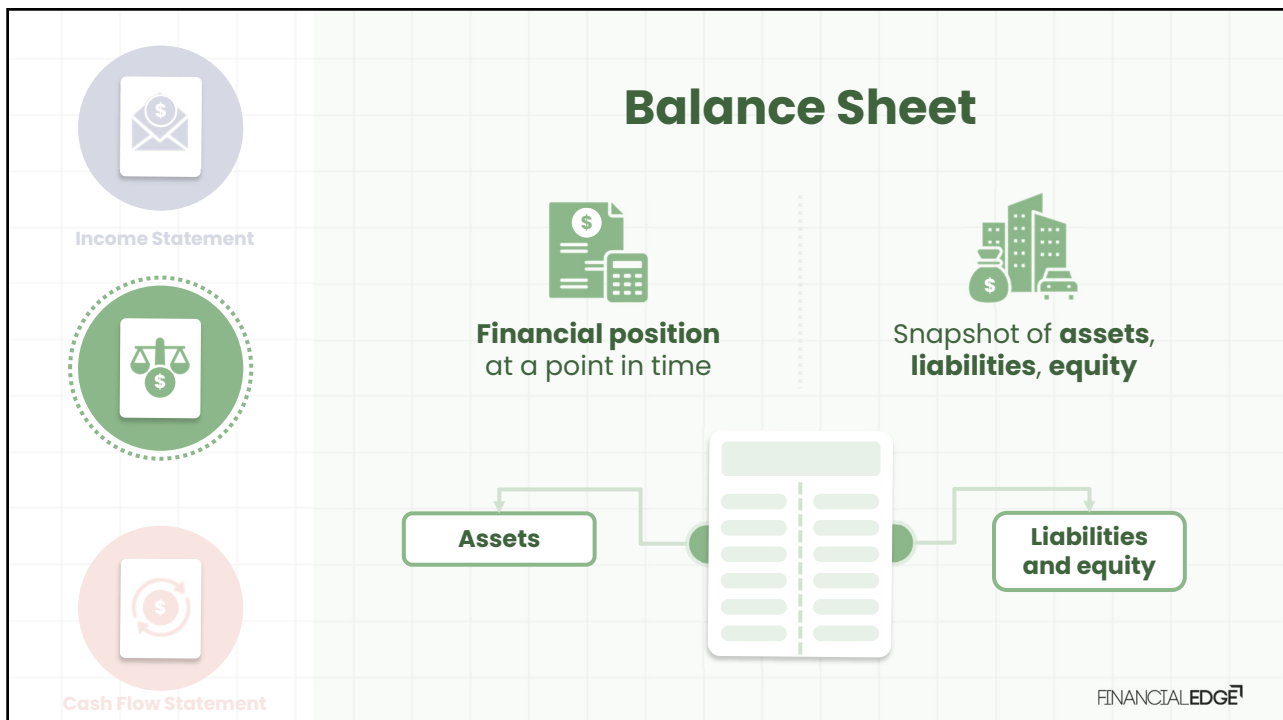 Balance Sheet
$
Income Statement
$
Financial position
at a point in time
$
Snapshot of assets,
liabilities, equity
$
Assets
Liabilities
and equity
$
Cash Flow Statement
FINANCIALEDGE